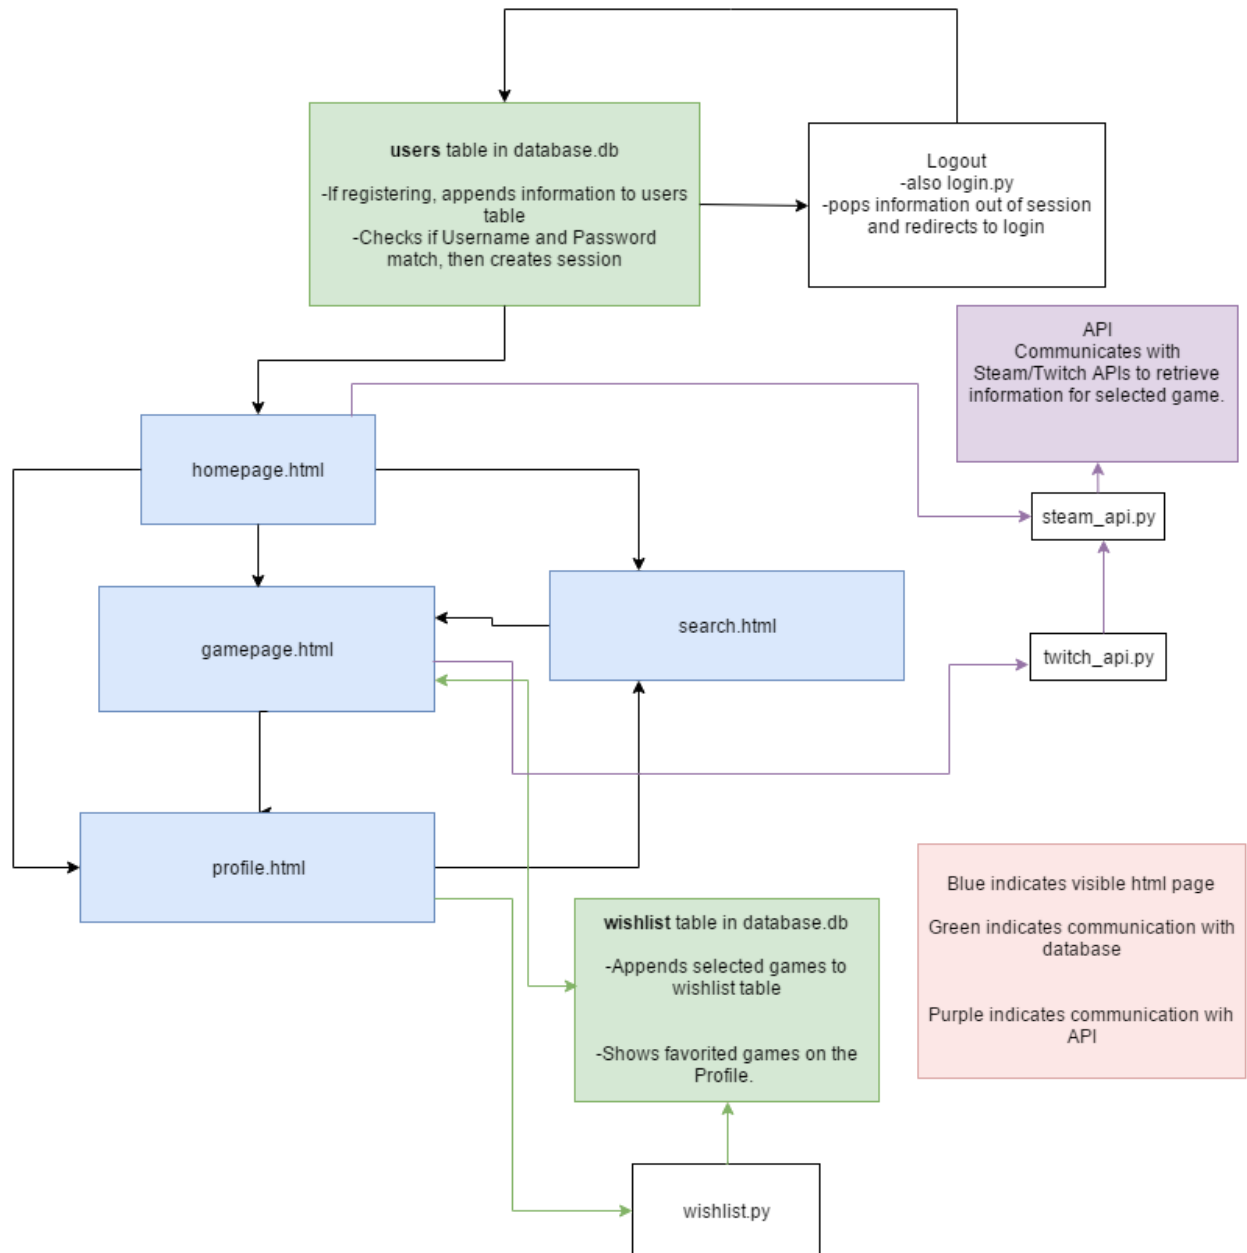 users table in database.db
-If registering, appends information to users
table
-Checks if Username and Password
match, then creates session
Logout
-also login.py
-pops information out of session
and redirects to login
API
Communicates with
Steam/Twitch APIs to retrieve
information for selected game.
homepage.html
steam_api.py
search.html
gamepage.html
twitch_api.py
profile.html
Blue indicates visible html page
Green indicates communication with
database
Purple indicates communication wih
API
wishlist table in database.db
-Appends selected games to
wishlist table
-Shows favorited games on the
Profile.
wishlist.py